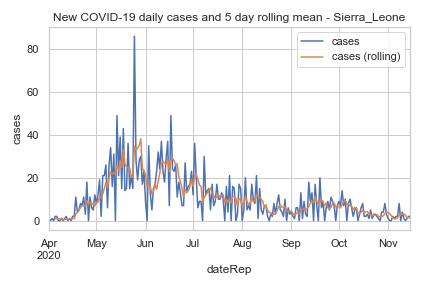 New COVID-19 daily cases and 5 day rolling mean - Sierra_Leone
cases
cases (rolling)
80
60
40
20
0
cases
Apr May Jun Jul Aug Sep Oct Nov
2020
dateRep